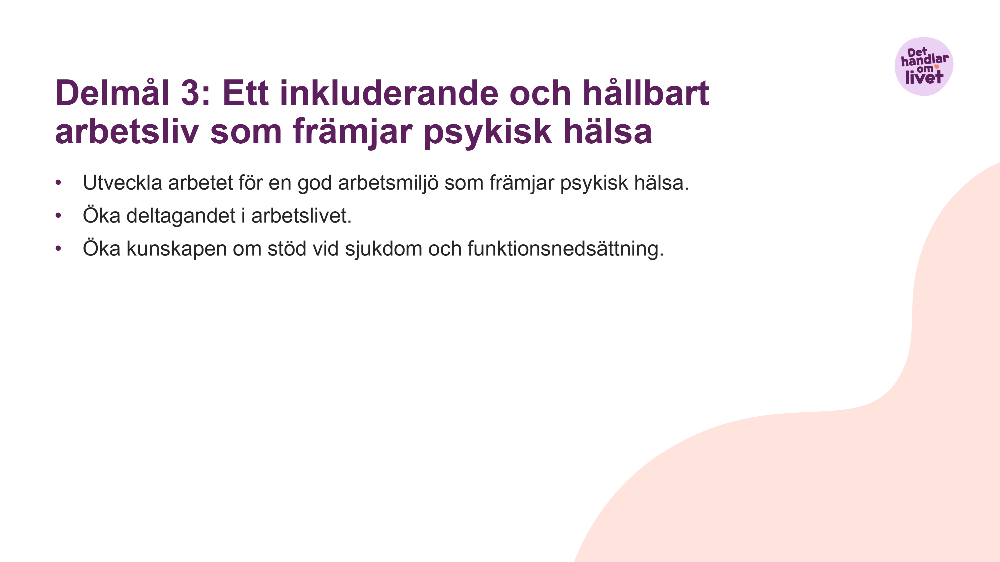 Det
handlar
om
livet
Delmål 3: Ett inkluderande och hållbart
arbetsliv som främjar psykisk hälsa
• Utveckla arbetet för en god arbetsmiljö som främjar psykisk hälsa.
• Öka deltagandet i arbetslivet.
• Öka kunskapen om stöd vid sjukdom och funktionsnedsättning.